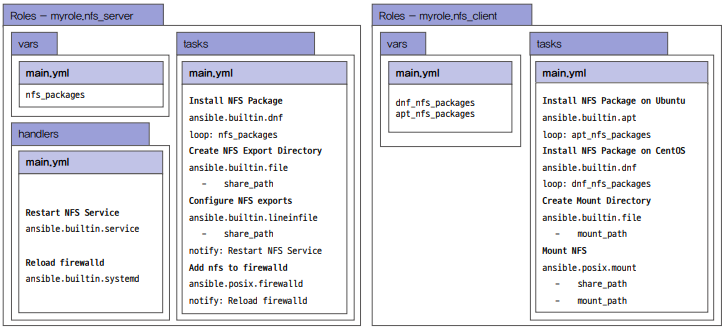 Roles – myrole.nfs_server
vars
main.yml
nfs_packages
handlers
main.yml
Restart NFS Service
ansible.builtin.service
Reload firewalld
ansible.builtin.systemd
tasks
main.yml
Install NFS Package
ansible.builtin.dnf
loop: nfs_packages
Create NFS Export Directory
ansible.builtin.file
- share_path
Configure NFS exports
ansible.builtin.lineinfile
- share_path
notify: Restart NFS Service
Add nfs to firewalld
ansible.posix.firewalld
notify: Reload firewalld
Roles – myrole.nfs_client
vars
main.yml
dnf_nfs_packages
apt_nfs_packages
tasks
main.yml
Install NFS Package on Ubuntu
ansible.builtin.apt
loop: apt_nfs_packages
Install NFS Package on CentOS
ansible.builtin.dnf
loop: dnf_nfs_packages
Create Mount Directory
ansible.builtin.file
- mount_path
Mount NFS
ansible.posix.mount
- share_path
- mount_path